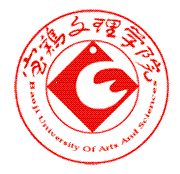 宝鸡文理学院
Baoji University Of Arts And Sciences